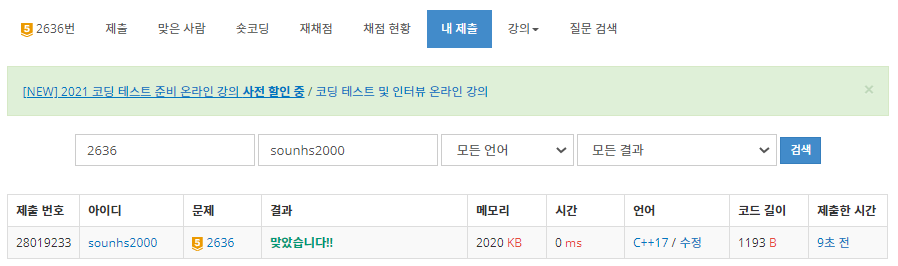 5 2636번 제출 맞은 사람 숏코딩 재채점 채점 현황 내 제출 강의 질문 검색
[NEW] 2021 코딩 테스트 준비 온라인 강의 사전 할인 중 / 코딩 테스트 및 인터뷰 온라인 강의 ×
2636 sounhs2000 모든 언어 모든 결과 검색
제출 번호 아이디 문제 결과 메모리 시간 언어 코드 길이 제출한 시간
28019233 sounhs2000 5 2636 맞았습니다!! 2020 KB 0 ms C++17 / 수정 1193 B 9초 전